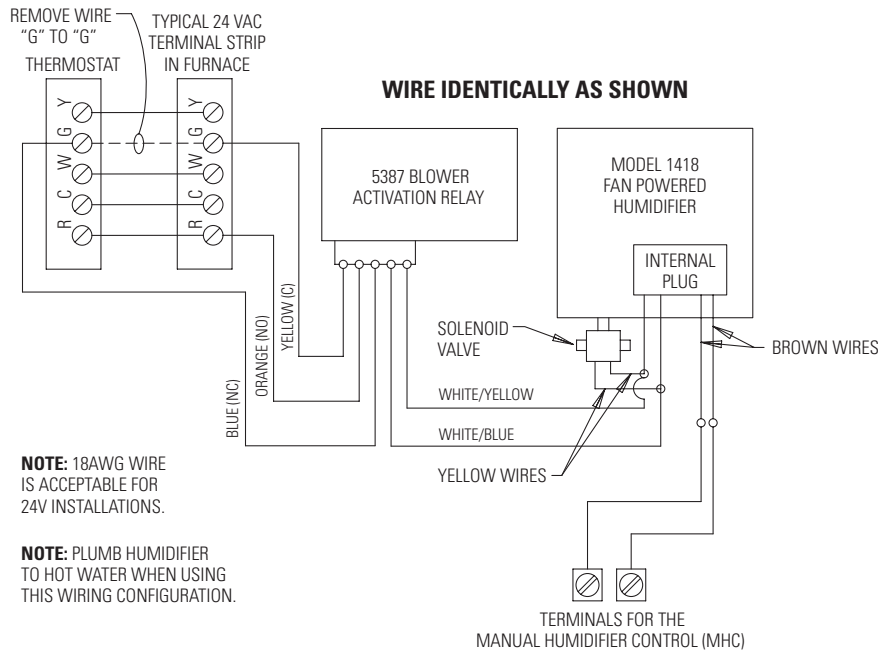 REMOVE WIRE
“G” TO “G”
THERMOSTAT
TYPICAL 24 VAC
TERMINAL STRIP
IN FURNACE
WIRE IDENTICALLY AS SHOWN
Y
G
W
C
R
Y
G
W
C
R
5387 BLOWER
ACTIVATION RELAY
MODEL 1418
FAN POWERED
HUMIDIFIER
INTERNAL
PLUG
SOLENOID
VALVE
BROWN WIRES
BLUE (NC)
ORANGE (NO)
YELLOW (C)
WHITE/YELLOW
WHITE/BLUE
YELLOW WIRES
NOTE: 18AWG WIRE
IS ACCEPTABLE FOR
24V INSTALLATIONS.
NOTE: PLUMB HUMIDIFIER
TO HOT WATER WHEN USING
THIS WIRING CONFIGURATION.
TERMINALS FOR THE
MANUAL HUMIDIFIER CONTROL (MHC)